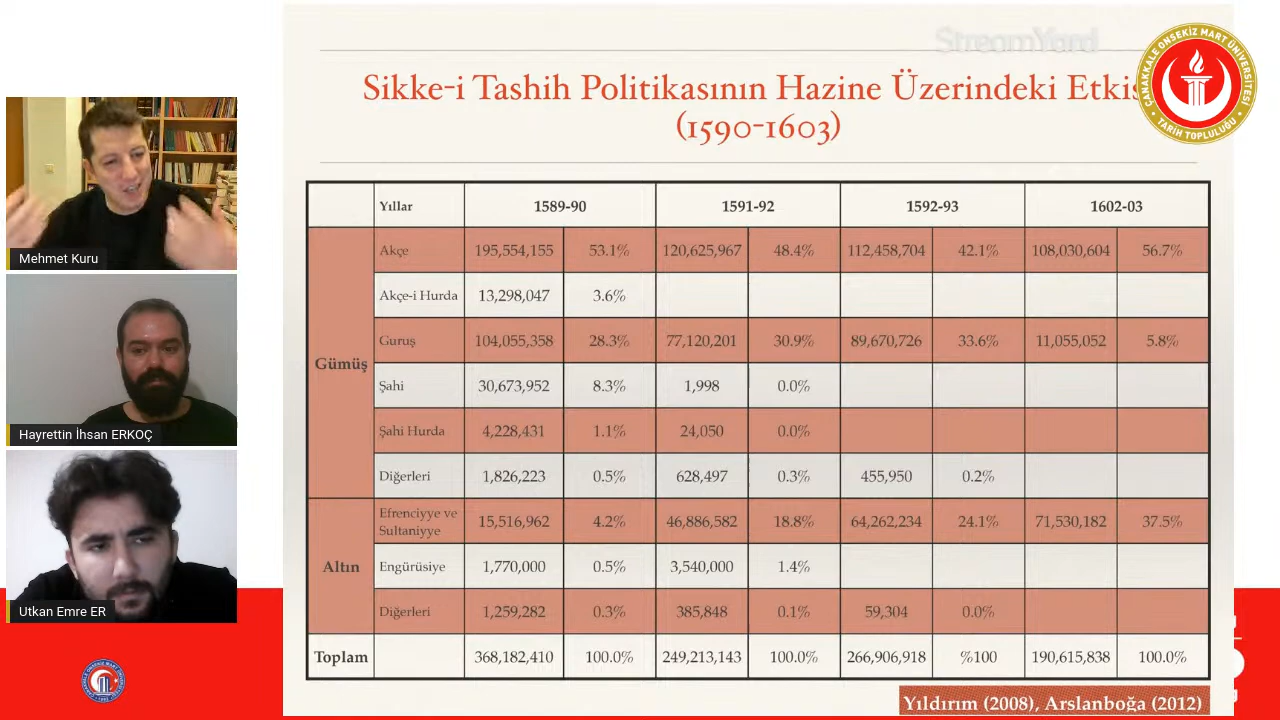 StreamYard
Sikke-i Tashih Politikasının Hazine Üzerindeki Etkis
(1590-1603)
ÇANAKKALE ONSEKİZ MART ÜNİVERSİTESİ
TARİH TOPLULUĞU
Mehmet Kuru
Hayrettin İhsan ERKOÇ
Utkan Emre ER
Yıllar 1589-90 1591-92 1592-93 1602-03
Gümüş
Akçe 195,554,155 53.1% 120,625,967 48.4% 112,458,704 42.1% 108,030,604 56.7%
Akçe-i Hurda 13,298,047 3.6%
Guruş 104,055,358 28.3% 77,120,201 30.9% 89,670,726 33.6% 11,055,052 5.8%
Şahi 30,673,952 8.3% 1,998 0.0%
Şahi Hurda 4,228,431 1.1% 24,050 0.0%
Diğerleri 1,826,223 0.5% 628,497 0.3% 455,950 0.2%
Altın
Efrenciyye ve
Sultaniyye 15,516,962 4.2% 46,886,582 18.8% 64,262,234 24.1% 71,530,182 37.5%
Engürüsiye 1,770,000 0.5% 3,540,000 1.4%
Diğerleri 1,259,282 0.3% 385,848 0.1% 59,304 0.0%
Toplam 368,182,410 100.0% 249,213,143 100.0% 266,906,918 %100 190,615,838 100.0%
Yıldırım (2008), Arslanboğa (2012)